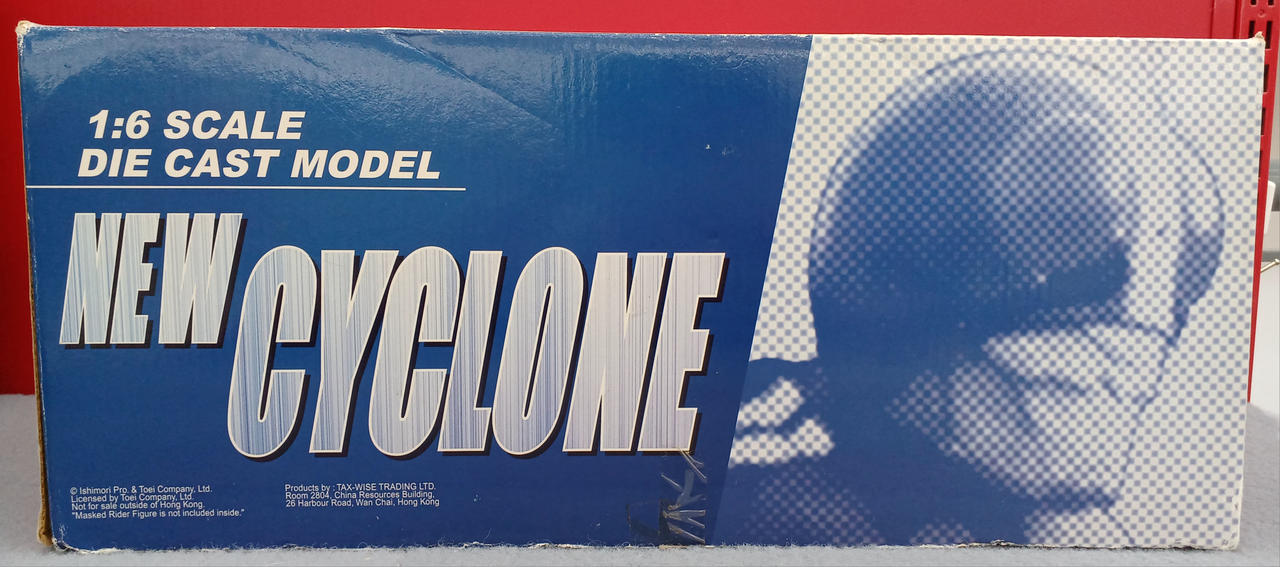 1:6 SCALE
DIE CAST MODEL
NEW
CYCLONE
© Ishimori Pro. & Toei Company, Ltd.
Licensed by Toei Company, Ltd.
Not for sale outside of Hong Kong.
"Masked Rider Figure is not included inside."
Products by : TAX-WISE TRADING LTD.
Room 2804, China Resources Building,
26 Harbour Road, Wan Chai, Hong Kong